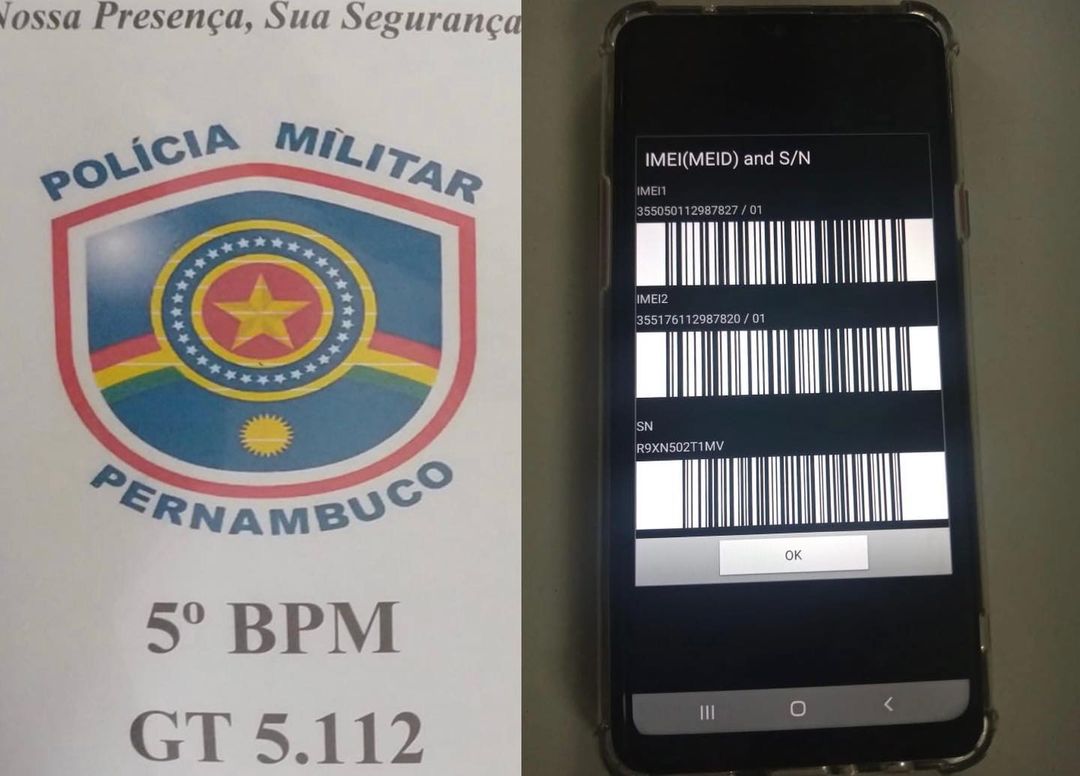 Nossa Presença, Sua Segurança
POLÍCIA MÌLITAR
PERNAMBUCO
5º BPM
GT 5.112
IMEI(MEID) and S/N
IMEI1
355050112987827 / 01
IMEI2
355176112987820 / 01
SN
R9XN502T1MV
OK